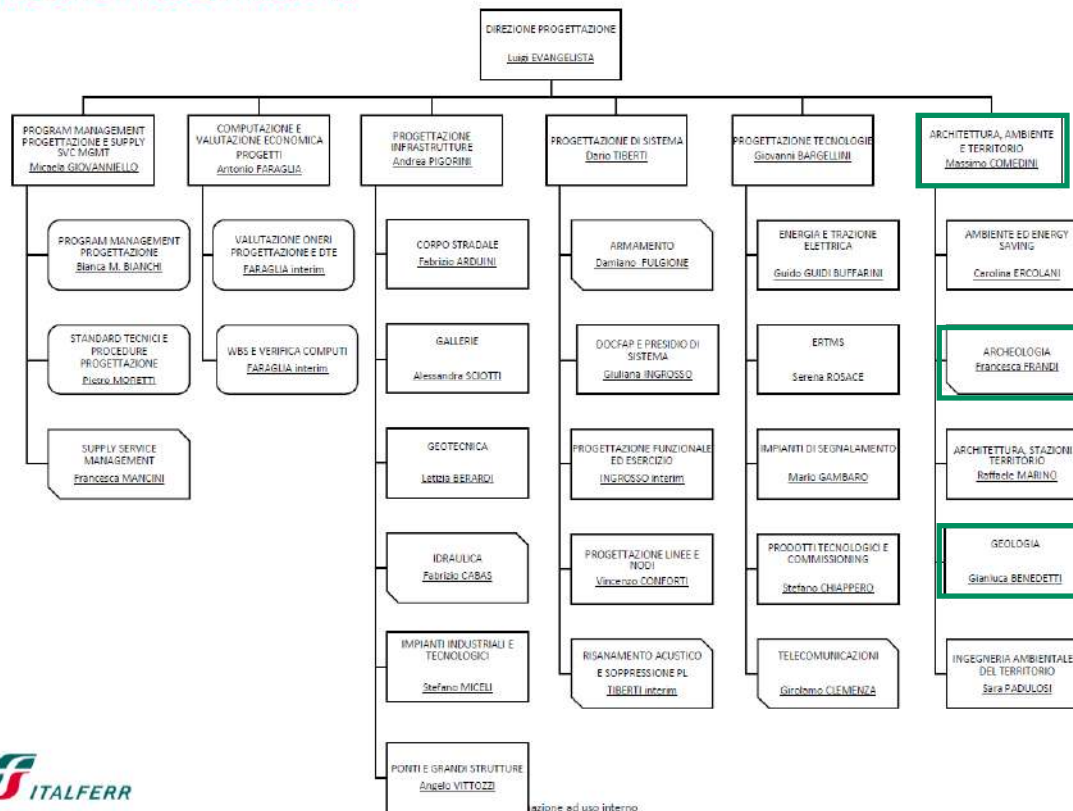 DIREZIONE PROGETTAZIONE
Luigi EVANGELISTA
PROGRAM MANAGEMENT
PROGETTAZIONE E SUPPLY
SVC MGMT
Micaela GIOVANNIELLO
COMPUTAZIONE E
VALUTAZIONE ECONOMICA
PROGETTI
Antonio FARAGLIA
PROGETTAZIONE
INFRASTRUTTURE
Andrea PIGORINI
PROGETTAZIONE DI SISTEMA
Dario TIBERTI
PROGETTAZIONE TECNOLOGIE
Giovanni BARGELLINI
ARCHITETTURA, AMBIENTE
E TERRITORIO
Massimo COMEDINI
PROGRAM MANAGEMENT
PROGETTAZIONE
Bianca M. BIANCHI
STANDARD TECNICI E
PROCEDURE
PROGETTAZIONE
Pietro MORETTI
SUPPLY SERVICE
MANAGEMENT
Francesca MANCINI
VALUTAZIONE ONERI
PROGETTAZIONE E DTE
FARAGLIA interim
WBS E VERIFICA COMPUTI
FARAGLIA interim
CORPO STRADALE
Fabrizio ARDUINI
GALLERIE
Alessandra SCIOTTI
GEOTECNICA
Letizia BERARDI
IDRAULICA
Fabrizio CABAS
IMPIANTI INDUSTRIALI E
TECNOLOGICI
Stefano MICELI
PONTI E GRANDI STRUTTURE
Angelo VITTOZZI
ARMAMENTO
Damiano FULGIONE
DOCFAP E PRESIDIO DI
SISTEMA
Giuliana INGROSSO
PROGETTAZIONE FUNZIONALE
ED ESERCIZIO
INGROSSO interim
PROGETTAZIONE LINEE E
NODI
Vincenzo CONFORTI
RISANAMENTO ACUSTICO
E SOPPRESSIONE PL
TIBERTI interim
ENERGIA E TRAZIONE
ELETTRICA
Guido GUIDI BUFFARINI
ERTMS
Serena ROSACE
IMPIANTI DI SEGNALAMENTO
Mario GAMBARO
PRODOTTI TECNOLOGICI E
COMMISSIONING
Stefano CHIAPPERO
TELECOMUNICAZIONI
Girolamo CLEMENZA
AMBIENTE ED ENERGY
SAVING
Carolina ERCOLANI
ARCHEOLOGIA
Francesca FRANDI
ARCHITETTURA, STAZIONI
TERRITORIO
Raffaele MARINO
GEOLOGIA
Gianluca BENEDETTI
INGEGNERIA AMBIENTALE
DEL TERRITORIO
Sara PADULOSI
ITALFERR
azione ad uso interno